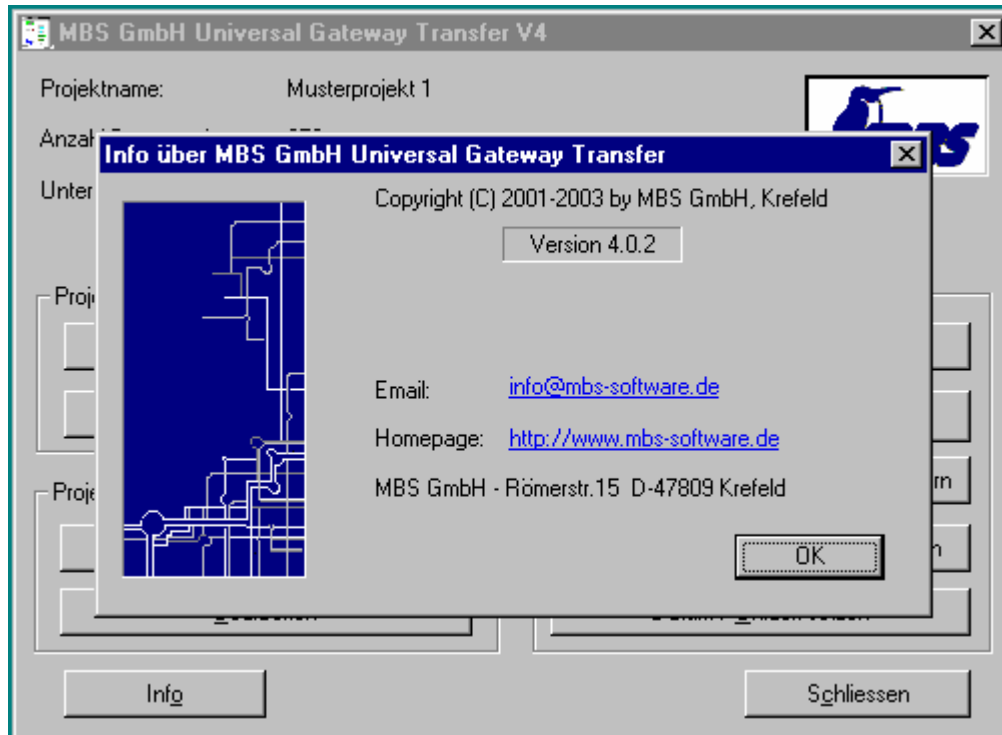 MBS GmbH Universal Gateway Transfer V4
Projektname: Musterprojekt 1
Info über MBS GmbH Universal Gateway Transfer
Copyright (C) 2001-2003 by MBS GmbH, Krefeld
Version 4.0.2
Email: info@mbs-software.de
Homepage: http://www.mbs-software.de
MBS GmbH - Römerstr.15 D-47809 Krefeld
OK
Info
Schliessen